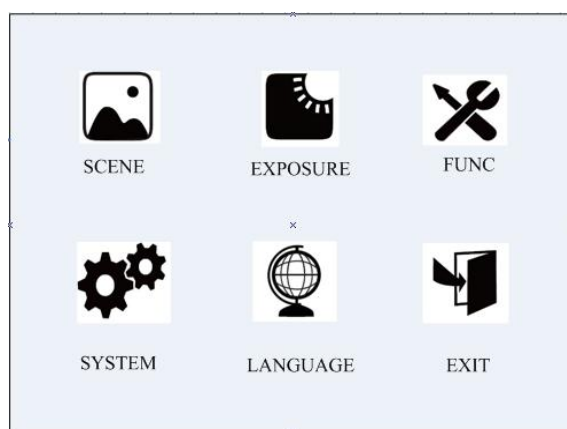 SCENE
EXPOSURE
FUNC
SYSTEM
LANGUAGE
EXIT